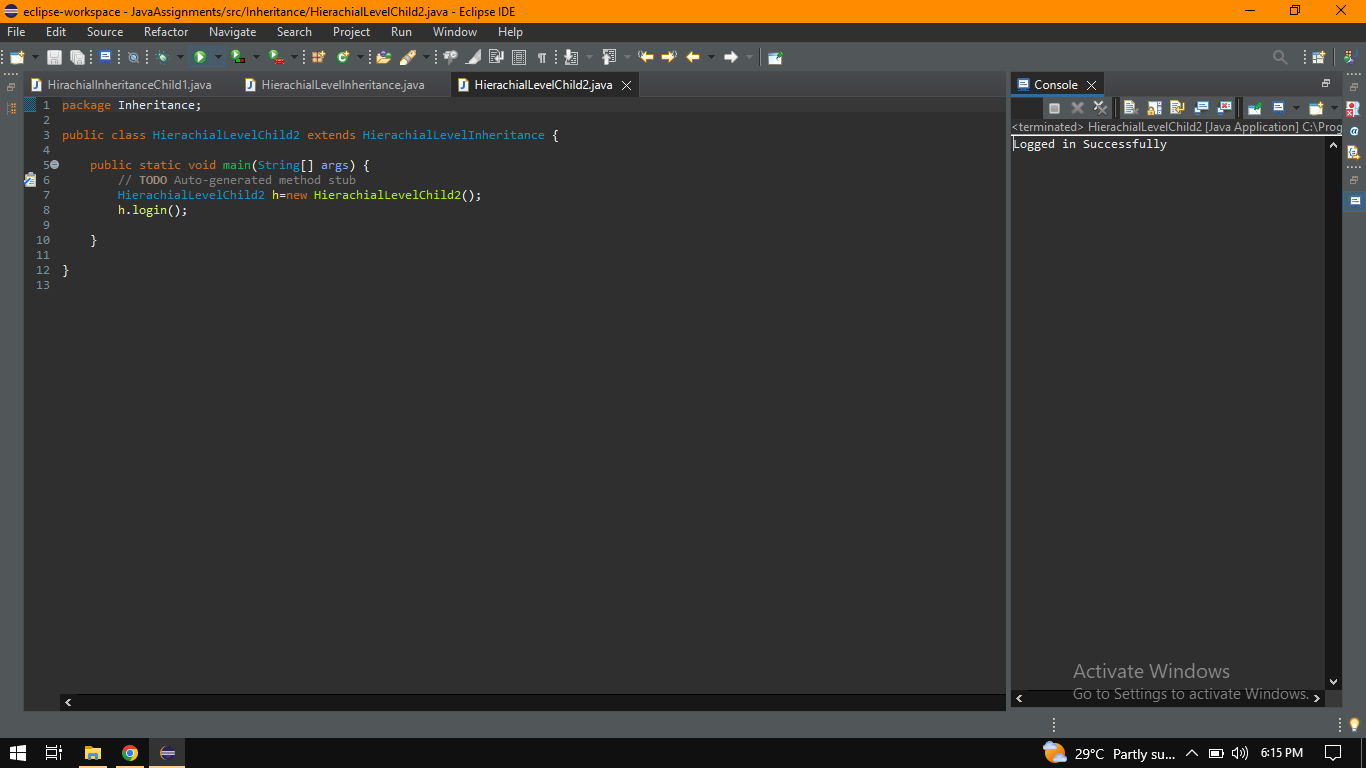 eclipse-workspace - JavaAssignments/src/Inheritance/HierachialLevelChild2.java - Eclipse IDE
File Edit Source Refactor Navigate Search Project Run Window Help
HirachialInheritanceChild1.java HierachialLevelInheritance.java HierachialLevelChild2.java
1 package Inheritance;
2
3 public class HierachialLevelChild2 extends HierachialLevelInheritance {
4
5 public static void main(String[] args) {
6 // TODO Auto-generated method stub
7 HierachialLevelChild2 h=new HierachialLevelChild2();
8 h.login();
9
10 }
11
12 }
13
Console
<terminated> HierachialLevelChild2 [Java Application] C:\Prog
Logged in Successfully
Activate Windows
Go to Settings to activate Windows.
29°C Partly su... 6:15 PM